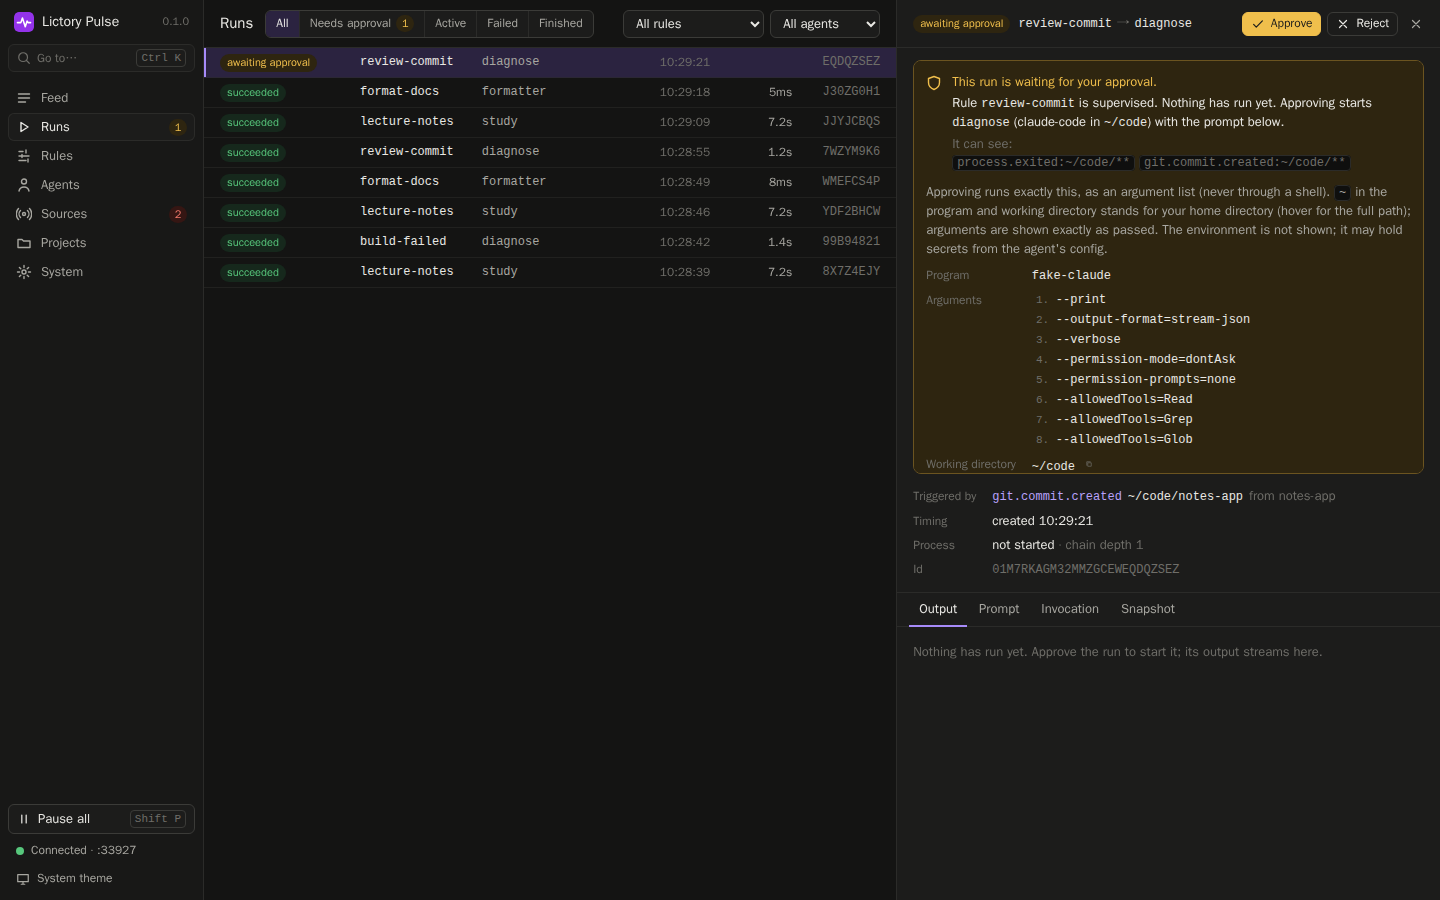 Lictory Pulse 0.1.0
Go to… Ctrl K
Feed
Runs 1
Rules
Agents
Sources 2
Projects
System
Pause all Shift P
Connected · :33927
System theme
Runs All Needs approval 1 Active Failed Finished All rules All agents
awaiting approval review-commit diagnose 10:29:21 EQDQZSEZ
succeeded format-docs formatter 10:29:18 5ms J30ZG0H1
succeeded lecture-notes study 10:29:09 7.2s JJYJCBQS
succeeded review-commit diagnose 10:28:55 1.2s 7WZYM9K6
succeeded format-docs formatter 10:28:49 8ms WMEFCS4P
succeeded lecture-notes study 10:28:46 7.2s YDF2BHCW
succeeded build-failed diagnose 10:28:42 1.4s 99B94821
succeeded lecture-notes study 10:28:39 7.2s 8X7Z4EJY
awaiting approval review-commit → diagnose Approve Reject
This run is waiting for your approval.
Rule review-commit is supervised. Nothing has run yet. Approving starts
diagnose (claude-code in ~/code) with the prompt below.
It can see:
process.exited:~/code/** git.commit.created:~/code/**
Approving runs exactly this, as an argument list (never through a shell). ~ in the
program and working directory stands for your home directory (hover for the full path);
arguments are shown exactly as passed. The environment is not shown; it may hold
secrets from the agent's config.
Program fake-claude
Arguments 1. --print
2. --output-format=stream-json
3. --verbose
4. --permission-mode=dontAsk
5. --permission-prompts=none
6. --allowedTools=Read
7. --allowedTools=Grep
8. --allowedTools=Glob
Working directory ~/code
Triggered by git.commit.created ~/code/notes-app from notes-app
Timing created 10:29:21
Process not started · chain depth 1
Id 01M7RKAGM32MMZGCEWEQDQZSEZ
Output Prompt Invocation Snapshot
Nothing has run yet. Approve the run to start it; its output streams here.